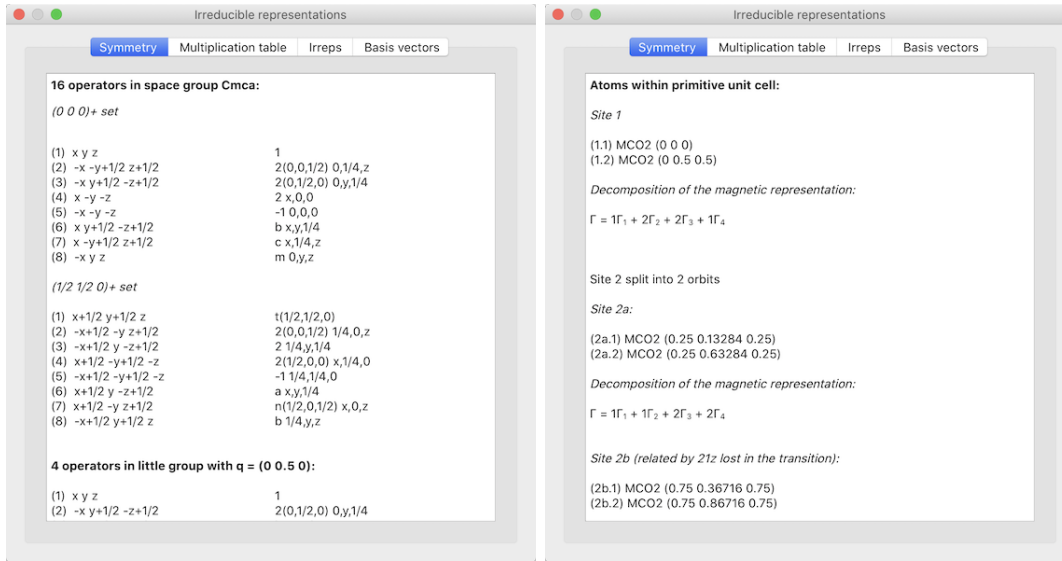 Irreducible representations
Symmetry Multiplication table Irreps Basis vectors
16 operators in space group Cmca:
(0 0 0)+ set
(1) x y z 1
(2) -x -y+1/2 z+1/2 2(0,0,1/2) 0,1/4,z
(3) -x y+1/2 -z+1/2 2(0,1/2,0) 0,y,1/4
(4) x -y -z 2 x,0,0
(5) -x -y -z -1 0,0,0
(6) x y+1/2 -z+1/2 b x,y,1/4
(7) x -y+1/2 z+1/2 c x,1/4,z
(8) -x y z m 0,y,z
(1/2 1/2 0)+ set
(1) x+1/2 y+1/2 z t(1/2,1/2,0)
(2) -x+1/2 -y z+1/2 2(0,0,1/2) 1/4,0,z
(3) -x+1/2 y -z+1/2 2 1/4,y,1/4
(4) x+1/2 -y+1/2 -z 2(1/2,0,0) x,1/4,0
(5) -x+1/2 -y+1/2 -z -1 1/4,1/4,0
(6) x+1/2 y -z+1/2 a x,y,1/4
(7) x+1/2 -y z+1/2 n(1/2,0,1/2) x,0,z
(8) -x+1/2 y+1/2 z b 1/4,y,z
4 operators in little group with q = (0 0.5 0):
(1) x y z 1
(2) -x y+1/2 -z+1/2 2(0,1/2,0) 0,y,1/4
Irreducible representations
Symmetry Multiplication table Irreps Basis vectors
Atoms within primitive unit cell:
Site 1
(1.1) MCO2 (0 0 0)
(1.2) MCO2 (0 0.5 0.5)
Decomposition of the magnetic representation:
Γ = 1Γ₁ + 2Γ₂ + 2Γ₃ + 1Γ₄
Site 2 split into 2 orbits
Site 2a:
(2a.1) MCO2 (0.25 0.13284 0.25)
(2a.2) MCO2 (0.25 0.63284 0.25)
Decomposition of the magnetic representation:
Γ = 1Γ₁ + 1Γ₂ + 2Γ₃ + 2Γ₄
Site 2b (related by 21z lost in the transition):
(2b.1) MCO2 (0.75 0.36716 0.75)
(2b.2) MCO2 (0.75 0.86716 0.75)